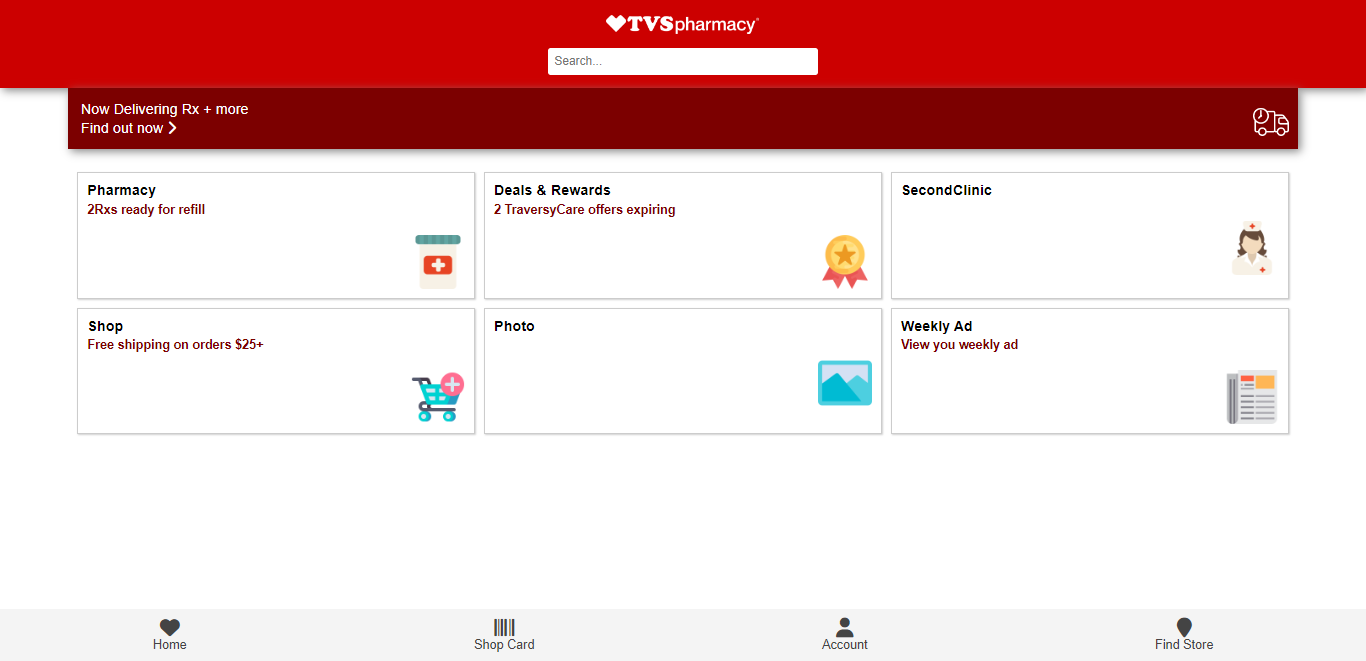 TVSpharmacy
Search...
Now Delivering Rx + more
Find out now
Pharmacy
2Rxs ready for refill
Deals & Rewards
2 TraversyCare offers expiring
SecondClinic
Shop
Free shipping on orders $25+
Photo
Weekly Ad
View you weekly ad
Home
Shop Card
Account
Find Store